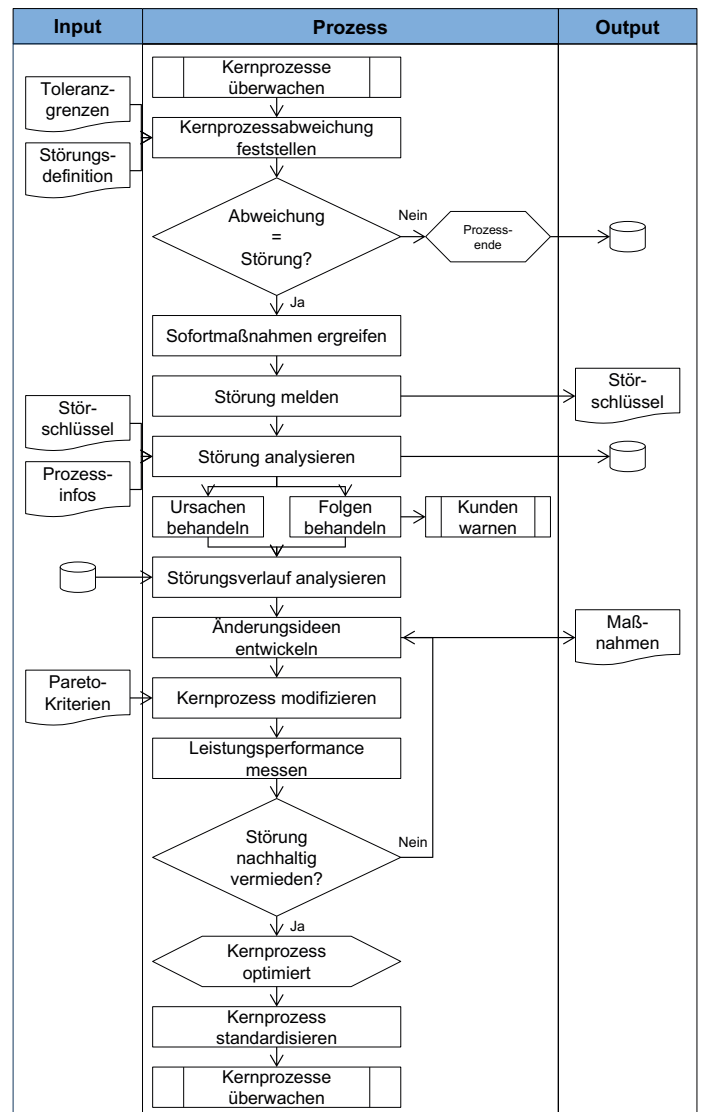 Input
Prozess
Output
Kernprozesse
überwachen
Toleranz-
grenzen
Störungs-
definition
Kernprozessabweichung
feststellen
Abweichung
=
Störung?
Nein
Prozess-
ende
Ja
Sofortmaßnahmen ergreifen
Störung melden
Stör-
schlüssel
Stör-
schlüssel
Prozess-
infos
Störung analysieren
Ursachen
behandeln
Folgen
behandeln
Kunden
warnen
Störungsverlauf analysieren
Änderungsideen
entwickeln
Maß-
nahmen
Pareto-
Kriterien
Kernprozess modifizieren
Leistungsperformance
messen
Störung
nachhaltig
vermieden?
Nein
Ja
Kernprozess
optimiert
Kernprozess
standardisieren
Kernprozesse
überwachen